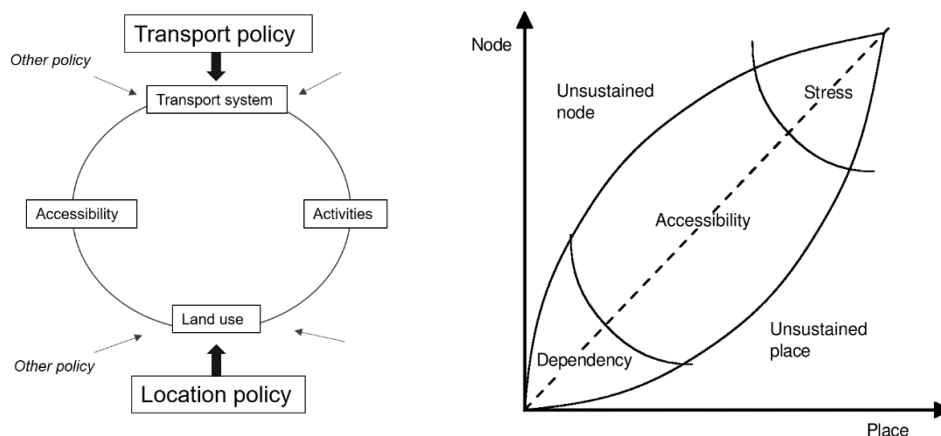 Transport policy
Other policy
Transport system
Accessibility
Activities
Land use
Other policy
Location policy
Node
Unsustained
node
Stress
Accessibility
Unsustained
place
Dependency
Place